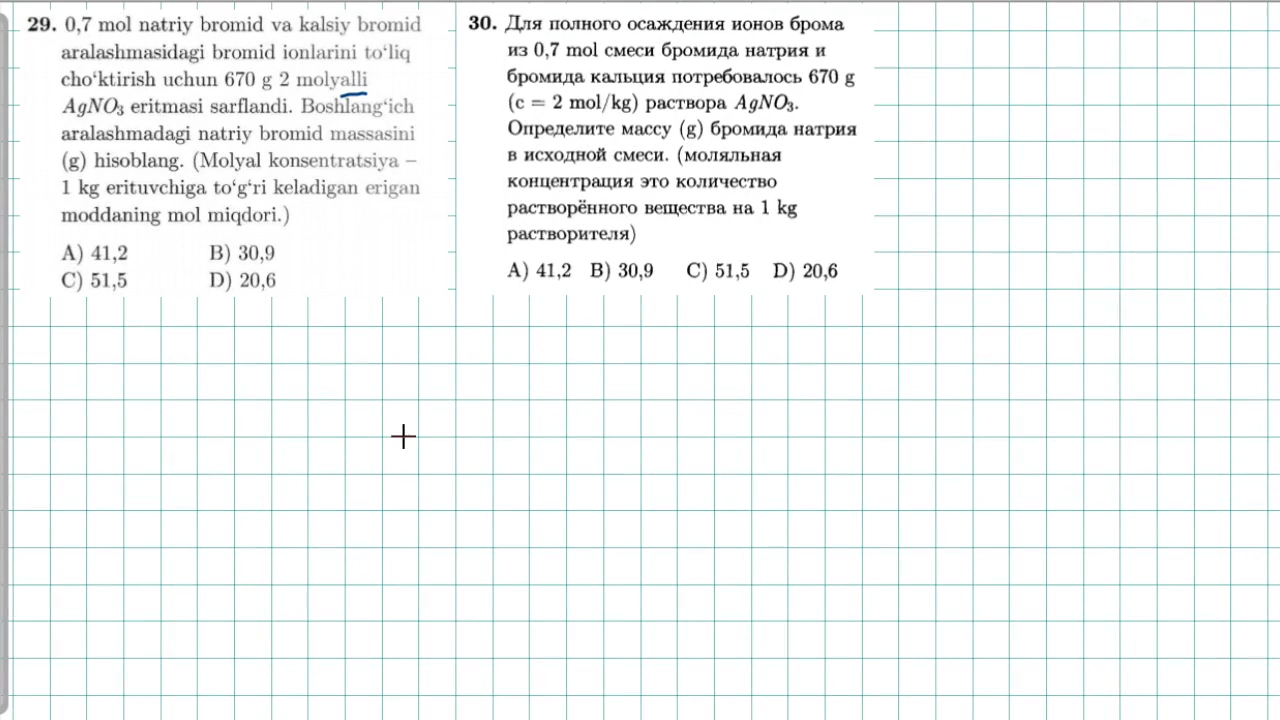 29. 0,7 mol natriy bromid va kalsiy bromid
aralashmasidagi bromid ionlarini to‘liq
cho‘ktirish uchun 670 g 2 molyalli
AgNO₃ eritmasi sarflandi. Boshlang‘ich
aralashmadagi natriy bromid massasini
(g) hisoblang. (Molyal konsentratsiya –
1 kg erituvchiga to‘g‘ri keladigan erigan
moddaning mol miqdori.)
A) 41,2 B) 30,9
C) 51,5 D) 20,6
30. Для полного осаждения ионов брома
из 0,7 mol смеси бромида натрия и
бромида кальция потребовалось 670 g
(c = 2 mol/kg) раствора AgNO₃.
Определите массу (g) бромида натрия
в исходной смеси. (моляльная
концентрация это количество
растворённого вещества на 1 kg
растворителя)
A) 41,2 B) 30,9 C) 51,5 D) 20,6